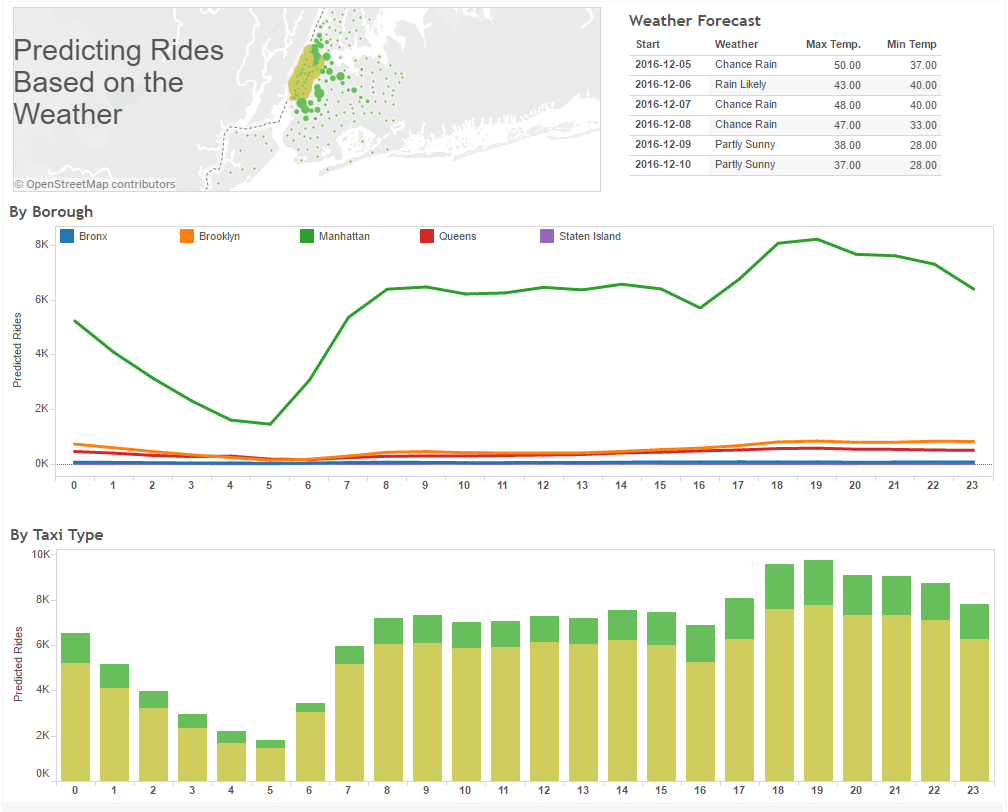 Predicting Rides
Based on the
Weather
© OpenStreetMap contributors
Weather Forecast
Start Weather Max Temp. Min Temp
2016-12-05 Chance Rain 50.00 37.00
2016-12-06 Rain Likely 43.00 40.00
2016-12-07 Chance Rain 48.00 40.00
2016-12-08 Chance Rain 47.00 33.00
2016-12-09 Partly Sunny 38.00 28.00
2016-12-10 Partly Sunny 37.00 28.00
By Borough
Bronx Brooklyn Manhattan Queens Staten Island
Predicted Rides
8K
6K
4K
2K
0K
0 1 2 3 4 5 6 7 8 9 10 11 12 13 14 15 16 17 18 19 20 21 22 23
By Taxi Type
Predicted Rides
10K
8K
6K
4K
2K
0K
0 1 2 3 4 5 6 7 8 9 10 11 12 13 14 15 16 17 18 19 20 21 22 23